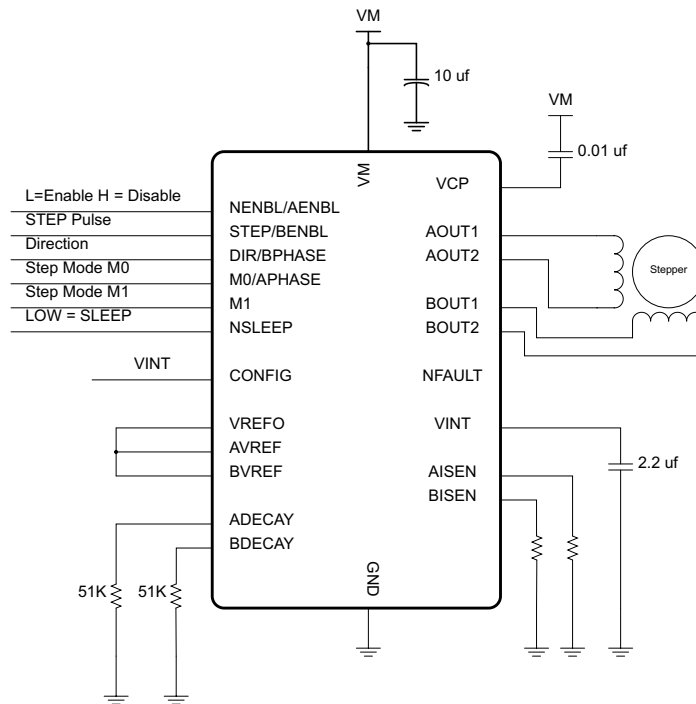 VM
10 uf
VM
0.01 uf
VM
VCP
L=Enable H = Disable
NENBL/AENBL
STEP Pulse
STEP/BENBL
AOUT1
Direction
DIR/BPHASE
AOUT2
Stepper
Step Mode M0
M0/APHASE
Step Mode M1
M1
BOUT1
LOW = SLEEP
NSLEEP
BOUT2
VINT
CONFIG
NFAULT
VREFO
VINT
AVREF
2.2 uf
BVREF
AISEN
BISEN
ADECAY
BDECAY
GND
51K
51K